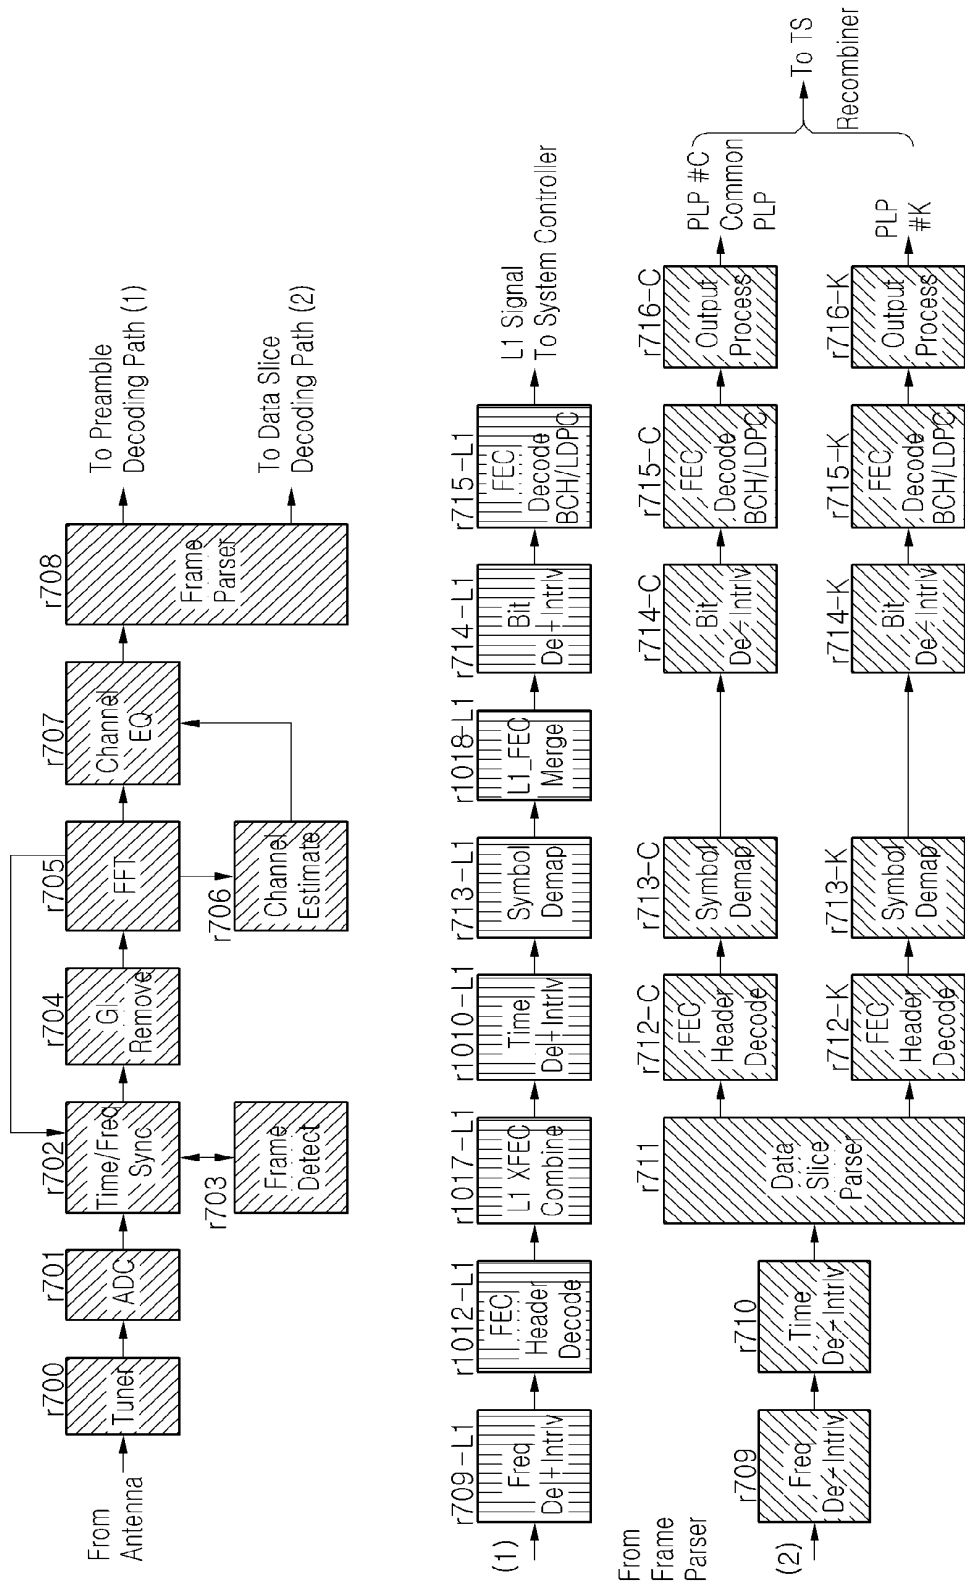 From
Antenna
r700
Tuner
r701
ADC
r702
Time/Freq
Sync
r703
Frame
Detect
r704
GI
Remove
r705
FFT
r706
Channel
Estimate
r707
Channel
EQ
r708
Frame
Parser
To Preamble
Decoding Path (1)
To Data Slice
Decoding Path (2)
(1)
r709-L1
Freq
De-Intrlv
r1012-L1
FEC
Header
Decode
r1017-L1
L1 XFEC
Combine
r1010-L1
Time
De-Intrlv
r713-L1
Symbol
Demap
r1018-L1
L1_FEC
Merge
r714-L1
Bit
De-Intrlv
r715-L1
FEC
Decode
BCH/LDPC
L1 Signal
To System Controller
From
Frame
Parser
(2)
r709
Freq
De-Intrlv
r710
Time
De-Intrlv
r711
Data
Slice
Parser
r712-C
FEC
Header
Decode
r713-C
Symbol
Demap
r714-C
Bit
De-Intrlv
r715-C
FEC
Decode
BCH/LDPC
r716-C
Output
Process
PLP #C
Common
PLP
r712-K
FEC
Header
Decode
r713-K
Symbol
Demap
r714-K
Bit
De-Intrlv
r715-K
FEC
Decode
BCH/LDPC
r716-K
Output
Process
PLP
#K
To TS
Recombiner